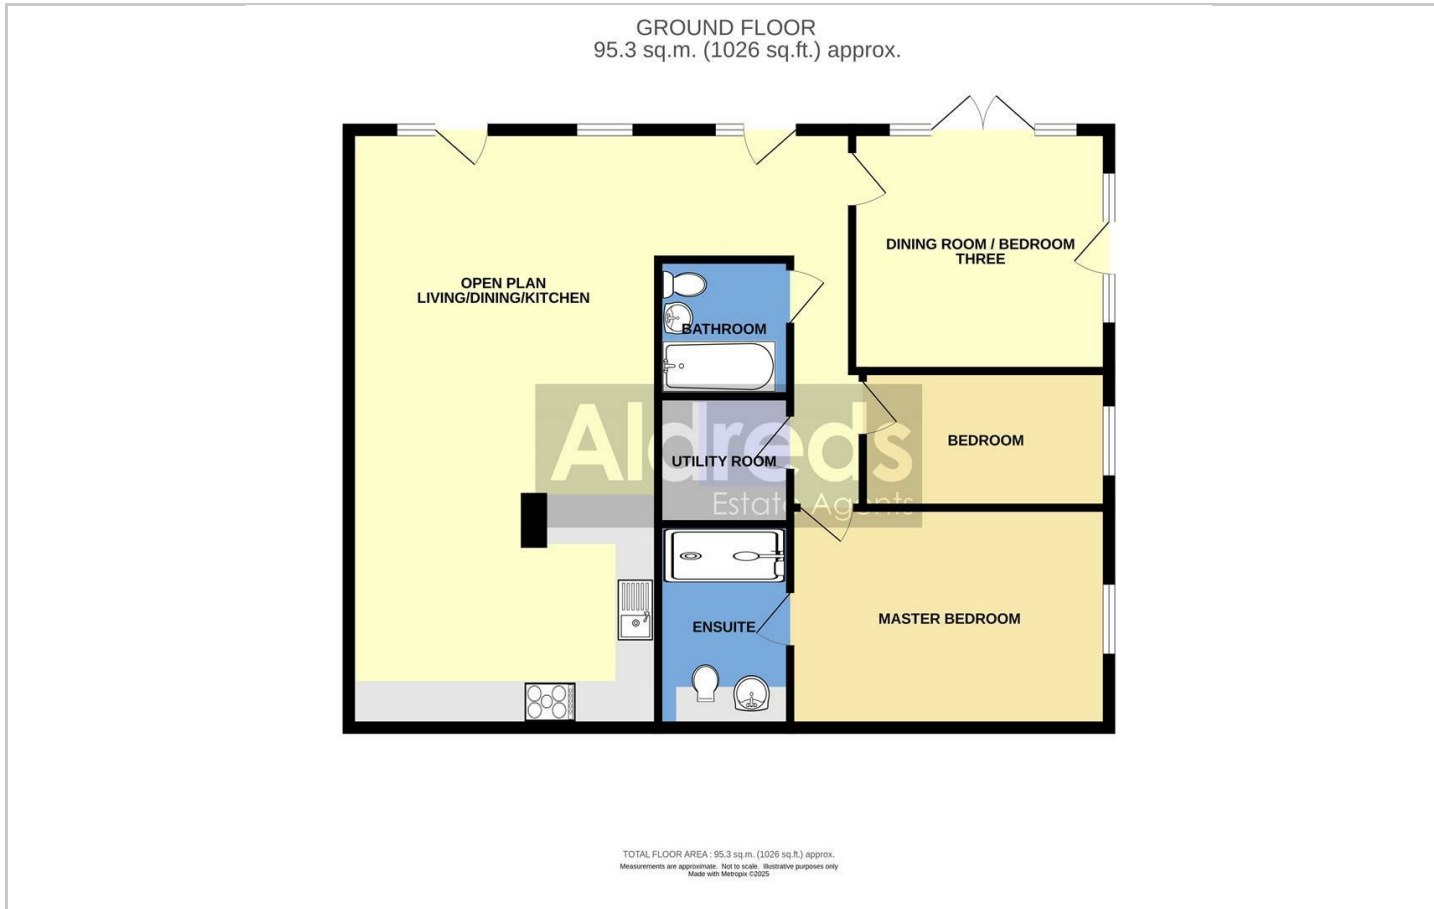 GROUND FLOOR
95.3 sq.m. (1026 sq.ft.) approx.
DINING ROOM / BEDROOM
THREE
OPEN PLAN
LIVING/DINING/KITCHEN
BATHROOM
Aldreds
Estate Agents
BEDROOM
UTILITY ROOM
MASTER BEDROOM
ENSUITE
TOTAL FLOOR AREA : 95.3 sq.m. (1026 sq.ft.) approx.
Measurements are approximate. Not to scale. Illustrative purposes only
Made with Metropix ©2025